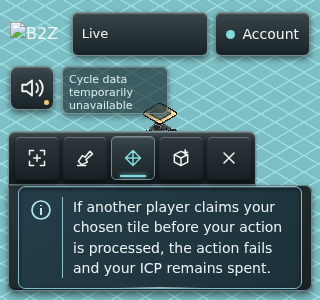 B2Z
Live
Account
Cycle data
temporarily
unavailable
If another player claims your
chosen tile before your action
is processed, the action fails
and your ICP remains spent.